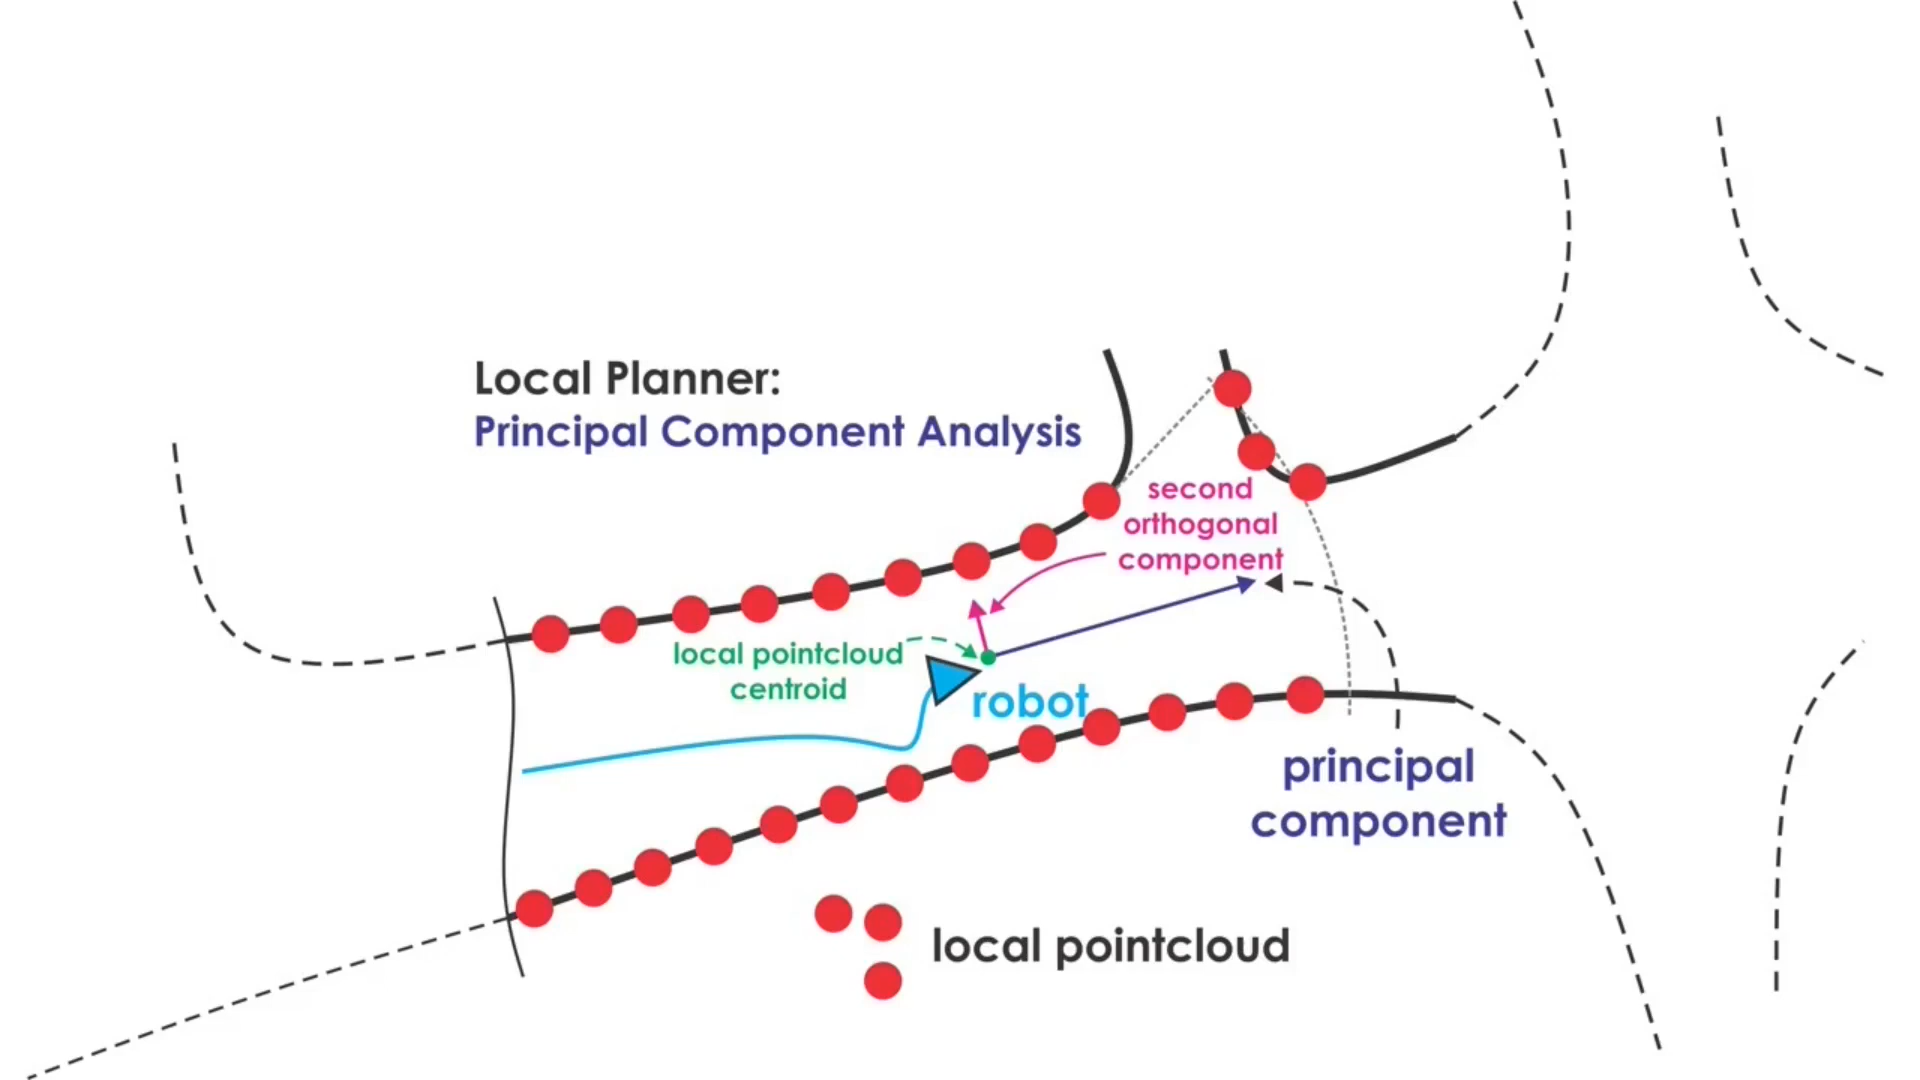 Local Planner:
Principal Component Analysis
second
orthogonal
component
local pointcloud
centroid
robot
principal
component
local pointcloud